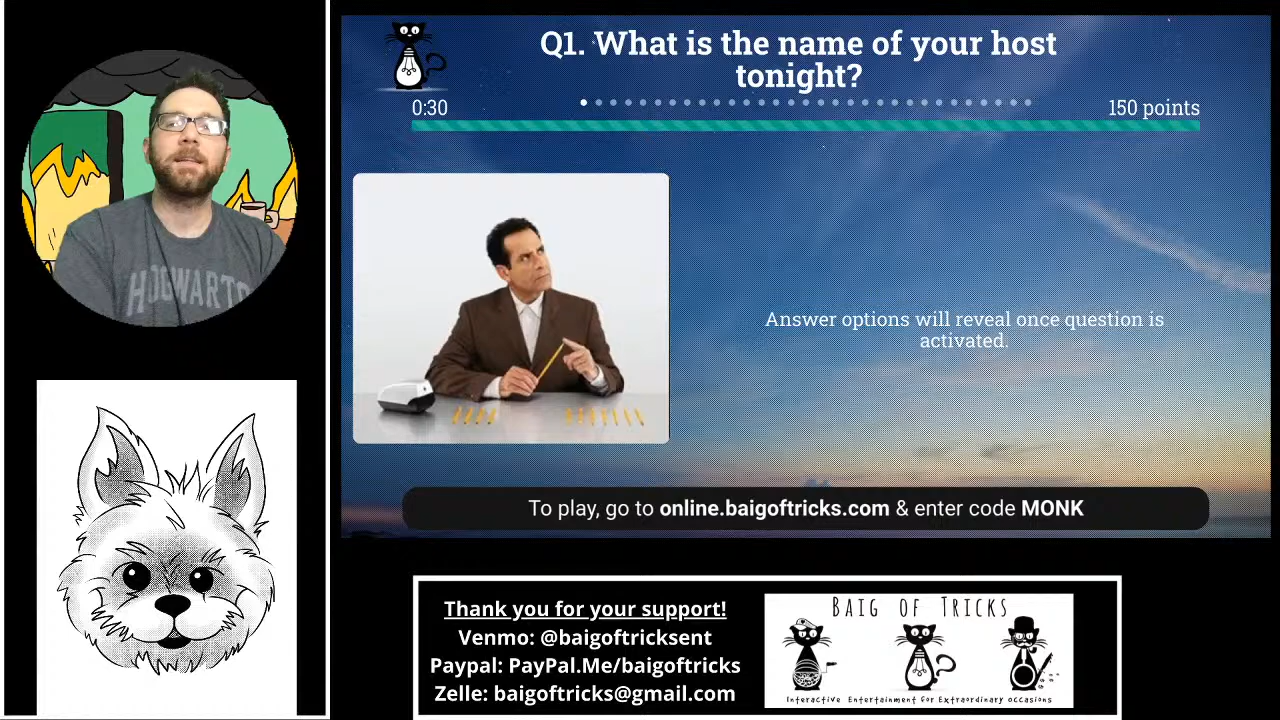 Q1. What is the name of your host
tonight?
0:30
150 points
HOGWARTS
Answer options will reveal once question is
activated.
To play, go to online.baigoftricks.com & enter code MONK
Thank you for your support!
Venmo: @baigoftricksent
Paypal: PayPal.Me/baigoftricks
Zelle: baigoftricks@gmail.com
BAIG OF TRICKS
Interactive Entertainment for Extraordinary occasions